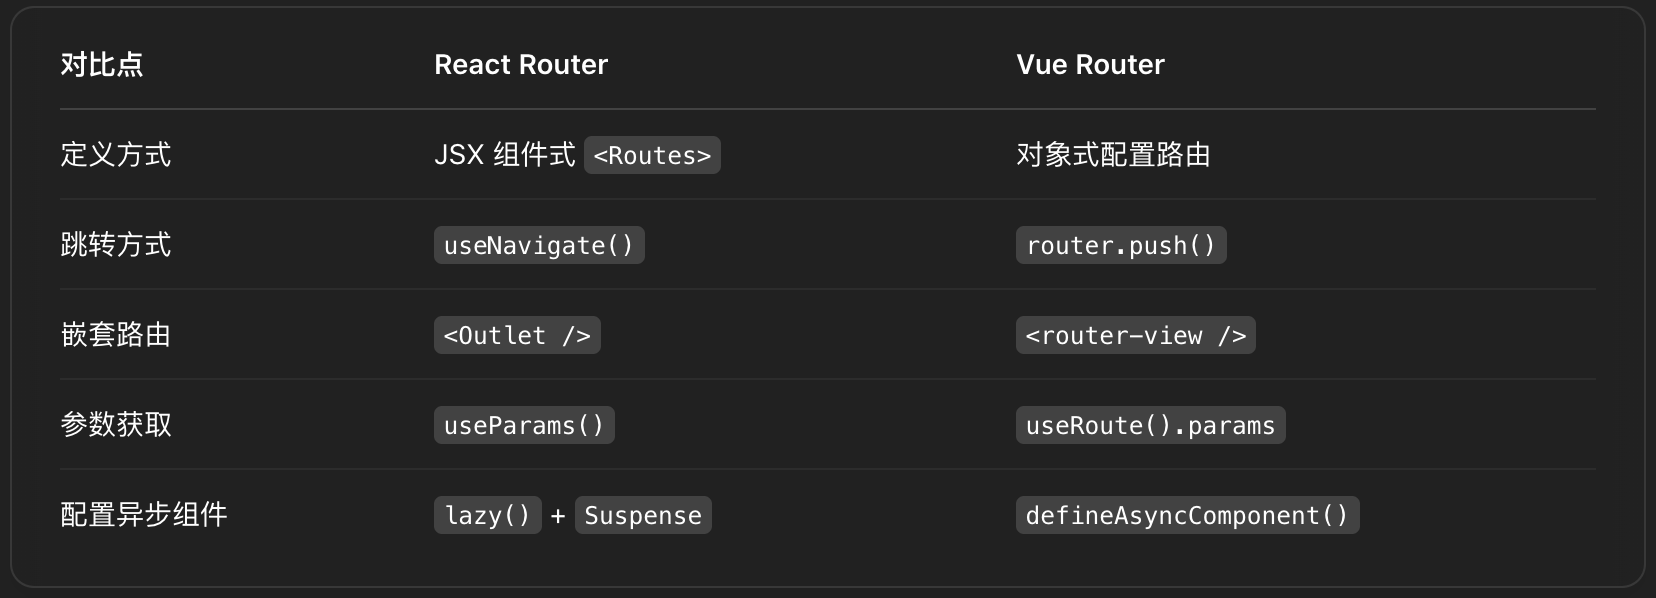 对比点 React Router Vue Router
定义方式 JSX 组件式 <Routes> 对象式配置路由
跳转方式 useNavigate() router.push()
嵌套路由 <Outlet /> <router-view />
参数获取 useParams() useRoute().params
配置异步组件 lazy() + Suspense defineAsyncComponent()